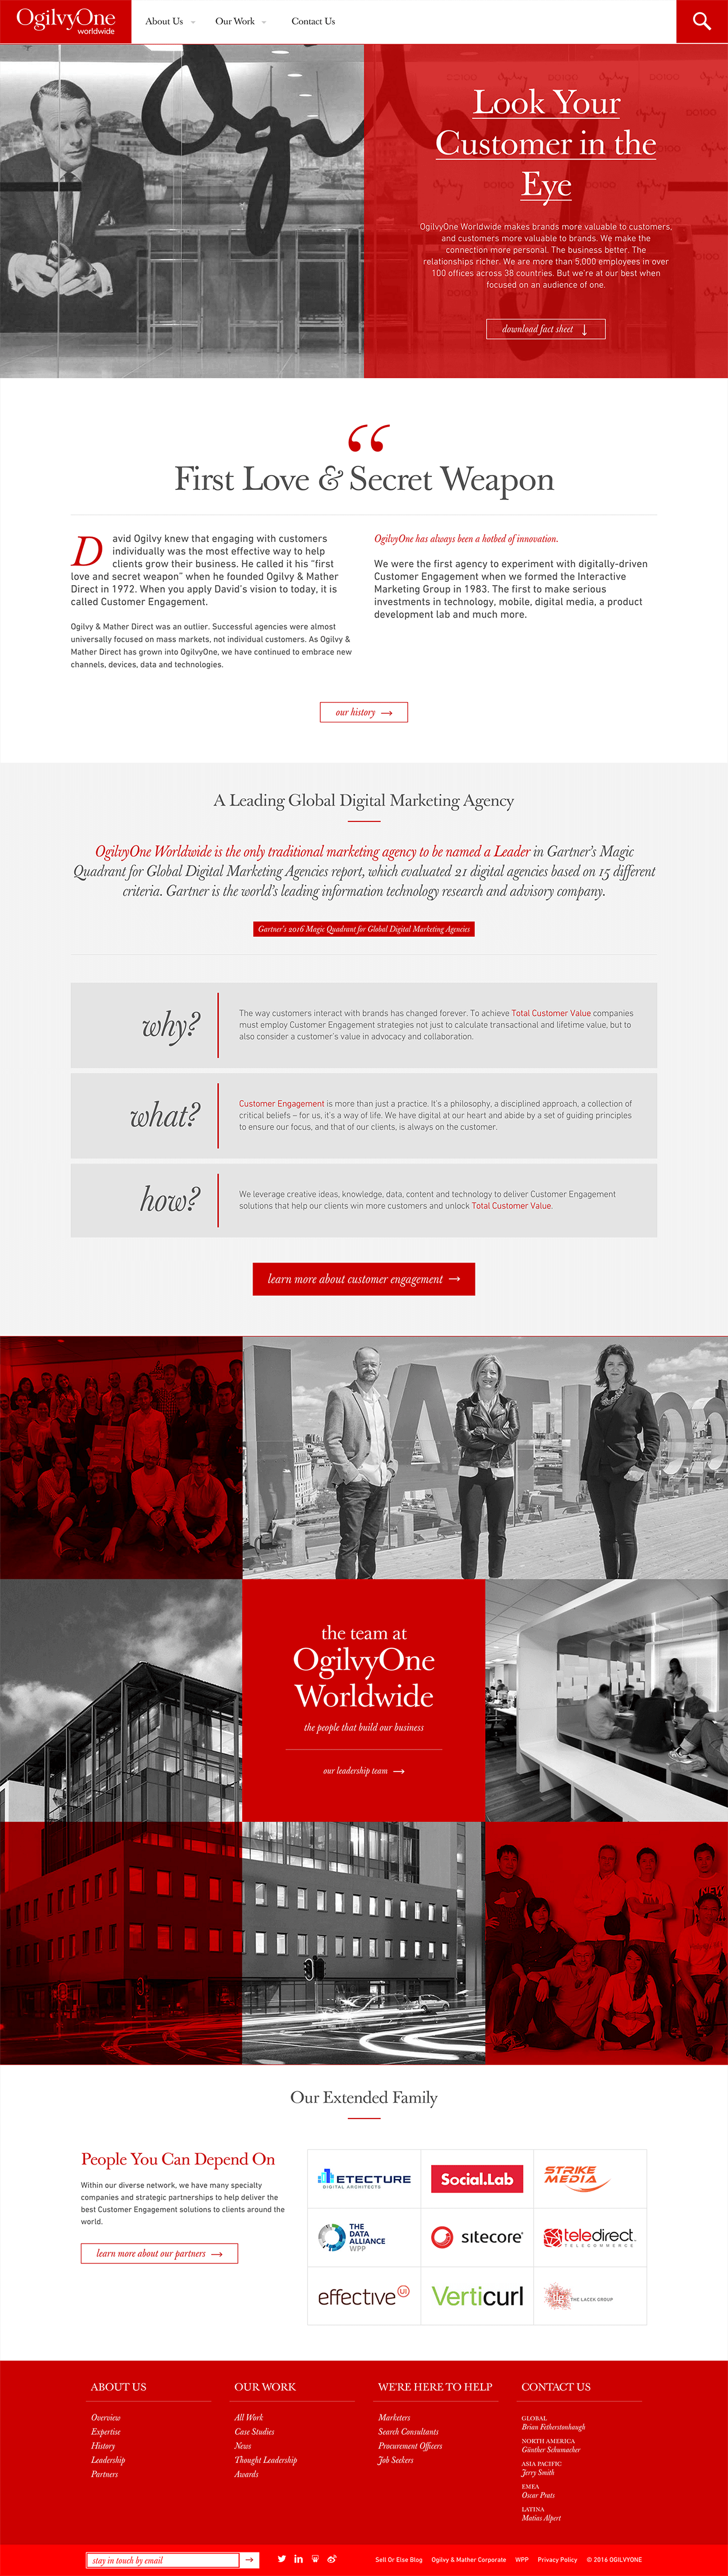 OgilvyOne
worldwide
About Us
Our Work
Contact Us
Look Your
Customer in the
Eye
OgilvyOne Worldwide makes brands more valuable to customers,
and customers more valuable to brands. We make the
connection more personal. The business better. The
relationships richer. We are more than 5,000 employees in over
100 offices across 38 countries. But we're at our best when
focused on an audience of one.
download fact sheet ↓
“
First Love & Secret Weapon
David Ogilvy knew that engaging with customers
individually was the most effective way to help
clients grow their business. He called it his “first
love and secret weapon” when he founded Ogilvy & Mather
Direct in 1972. When you apply David's vision to today, it is
called Customer Engagement.
Ogilvy & Mather Direct was an outlier. Successful agencies were almost
universally focused on mass markets, not individual customers. As Ogilvy &
Mather Direct has grown into OgilvyOne, we have continued to embrace new
channels, devices, data and technologies.
OgilvyOne has always been a hotbed of innovation.
We were the first agency to experiment with digitally-driven
Customer Engagement when we formed the Interactive
Marketing Group in 1983. The first to make serious
investments in technology, mobile, digital media, a product
development lab and much more.
our history →
A Leading Global Digital Marketing Agency
OgilvyOne Worldwide is the only traditional marketing agency to be named a Leader in Gartner's Magic
Quadrant for Global Digital Marketing Agencies report, which evaluated 21 digital agencies based on 15 different
criteria. Gartner is the world's leading information technology research and advisory company.
Gartner's 2016 Magic Quadrant for Global Digital Marketing Agencies
why?
The way customers interact with brands has changed forever. To achieve Total Customer Value companies
must employ Customer Engagement strategies not just to calculate transactional and lifetime value, but to
also consider a customer's value in advocacy and collaboration.
what?
Customer Engagement is more than just a practice. It's a philosophy, a disciplined approach, a collection of
critical beliefs – for us, it's a way of life. We have digital at our heart and abide by a set of guiding principles
to ensure our focus, and that of our clients, is always on the customer.
how?
We leverage creative ideas, knowledge, data, content and technology to deliver Customer Engagement
solutions that help our clients win more customers and unlock Total Customer Value.
learn more about customer engagement →
the team at
OgilvyOne
Worldwide
the people that build our business
our leadership team →
Our Extended Family
People You Can Depend On
Within our diverse network, we have many specialty
companies and strategic partnerships to help deliver the
best Customer Engagement solutions to clients around the
world.
learn more about our partners →
ETECTURE
DIGITAL ARCHITECTS
Social.Lab
STRIKE
MEDIA
THE
DATA
ALLIANCE
WPP
sitecore
teledirect
TELECOMMERCE
effective UI
Verticurl
THE LACEK GROUP
ABOUT US
Overview
Expertise
History
Leadership
Partners
OUR WORK
All Work
Case Studies
News
Thought Leadership
Awards
WE'RE HERE TO HELP
Marketers
Search Consultants
Procurement Officers
Job Seekers
CONTACT US
GLOBAL
Brian Fetherstonhaugh
NORTH AMERICA
Günther Schumacher
ASIA PACIFIC
Jerry Smith
EMEA
Oscar Prats
LATINA
Matias Alpert
stay in touch by email →
Sell Or Else Blog
Ogilvy & Mather Corporate
WPP
Privacy Policy
© 2016 OGILVYONE